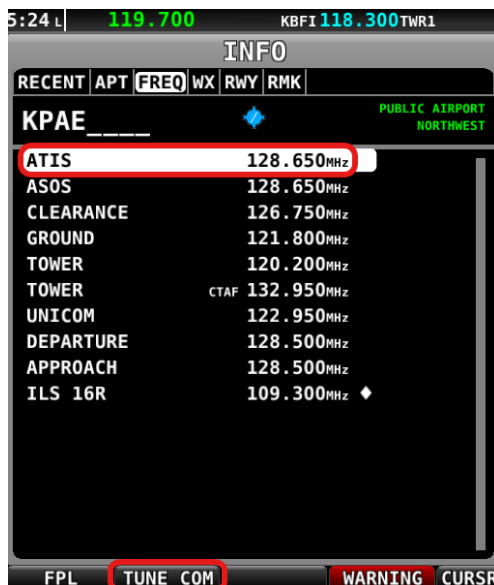 5:24 L 119.700 KBFI 118.300 TWR1
INFO
RECENT APT FREQ WX RWY RMK
KPAE____ PUBLIC AIRPORT
NORTHWEST
ATIS 128.650MHz
ASOS 128.650MHz
CLEARANCE 126.750MHz
GROUND 121.800MHz
TOWER 120.200MHz
TOWER CTAF 132.950MHz
UNICOM 122.950MHz
DEPARTURE 128.500MHz
APPROACH 128.500MHz
ILS 16R 109.300MHz
FPL TUNE COM WARNING CURSR